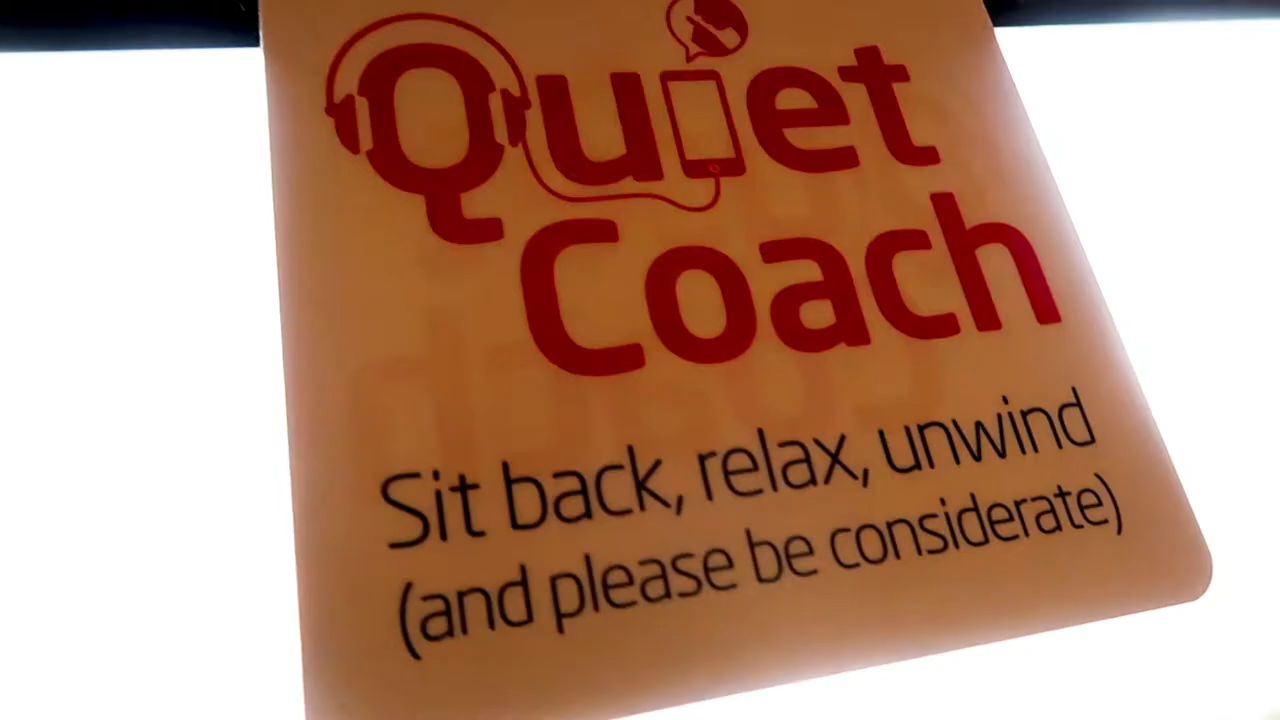 Quiet
Coach
Sit back, relax, unwind
(and please be considerate)